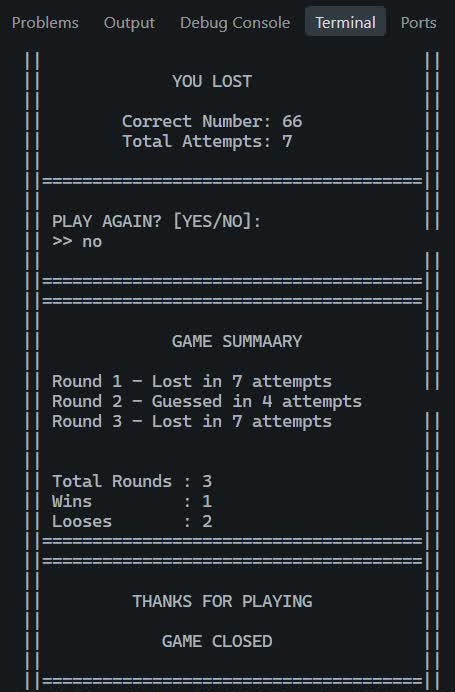 Problems Output Debug Console Terminal Ports
|| ||
|| YOU LOST ||
|| ||
|| Correct Number: 66 ||
|| Total Attempts: 7 ||
|| ||
||======================================||
|| ||
|| PLAY AGAIN? [YES/NO]: ||
|| >> no
|| ||
||======================================||
||======================================||
|| ||
|| GAME SUMMAARY ||
|| ||
|| Round 1 - Lost in 7 attempts ||
|| Round 2 - Guessed in 4 attempts
|| Round 3 - Lost in 7 attempts ||
|| ||
|| ||
|| Total Rounds : 3 ||
|| Wins : 1 ||
|| Looses : 2 ||
||======================================||
||======================================||
|| ||
|| THANKS FOR PLAYING ||
|| ||
|| GAME CLOSED ||
|| ||
||======================================||